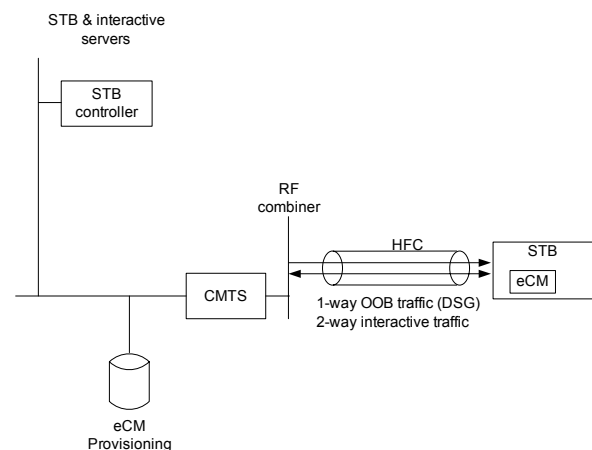 STB & interactive
servers
STB
controller
RF
combiner
HFC
STB
eCM
CMTS
1-way OOB traffic (DSG)
2-way interactive traffic
eCM
Provisioning